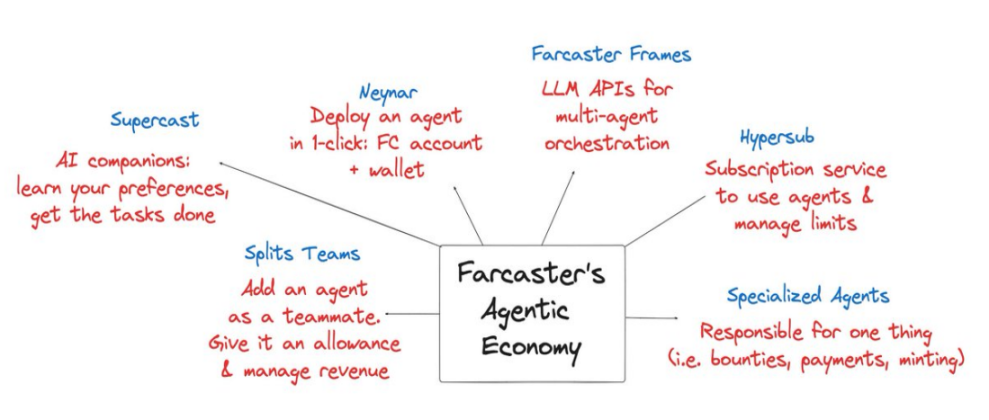 Farcaster Frames
LLM APIs for
multi-agent
orchestration
Neynar
Deploy an agent
in 1-click: FC account
+ wallet
Supercast
AI companions:
learn your preferences,
get the tasks done
Hypersub
Subscription service
to use agents &
manage limits
Splits Teams
Add an agent
as a teammate.
Give it an allowance
& manage revenue
Farcaster's
Agentic
Economy
Specialized Agents
Responsible for one thing
(i.e. bounties, payments, minting)